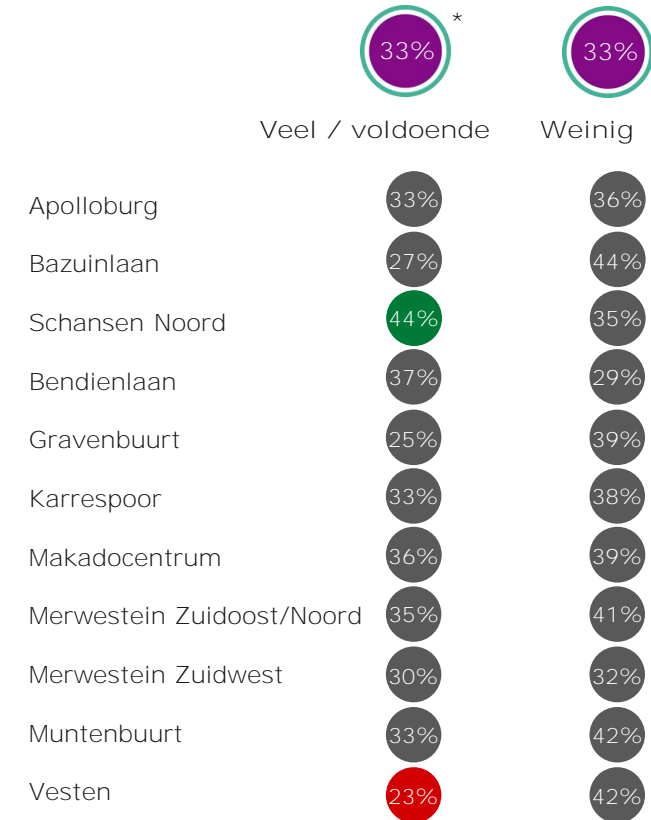 33% * 33%
Veel / voldoende Weinig
Apolloburg 33% 36%
Bazuinlaan 27% 44%
Schansen Noord 44% 35%
Bendienlaan 37% 29%
Gravenbuurt 25% 39%
Karrespoor 33% 38%
Makadocentrum 36% 39%
Merwestein Zuidoost/Noord 35% 41%
Merwestein Zuidwest 30% 32%
Muntenbuurt 33% 42%
Vesten 23% 42%